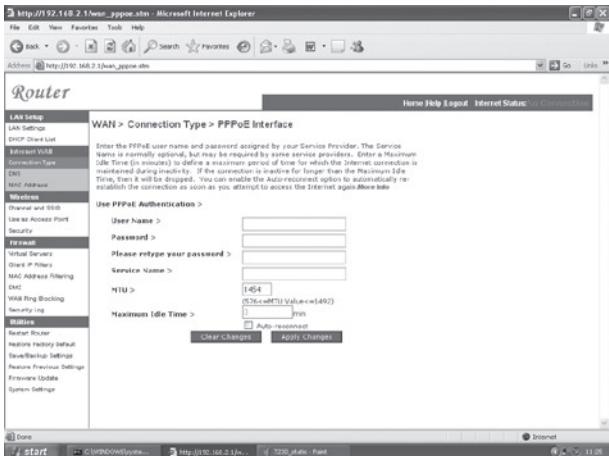 http://192.168.2.1/wan_pppoe.stm - Microsoft Internet Explorer
File Edit View Favorites Tools Help
Back Search Favorites
Address http://192.168.2.1/wan_pppoe.stm Go Links
Router
Home |Help |Logout Internet Status: No Connection
LAN Setup
LAN Settings
DHCP Client List
Internet WAN
Connection Type
DNS
MAC Address
Wireless
Channel and SSID
Use as Access Point
Security
Firewall
Virtual Servers
Client IP Filters
MAC Address Filtering
DMZ
WAN Ping Blocking
Security Log
Utilities
Restart Router
Restore Factory Default
Save/Backup Settings
Restore Previous Settings
Firmware Update
System Settings
WAN > Connection Type > PPPoE Interface
Enter the PPPoE user name and password assigned by your Service Provider. The Service
Name is normally optional, but may be required by some service providers. Enter a Maximum
Idle Time (in minutes) to define a maximum period of time for which the Internet connection is
maintained during inactivity. If the connection is inactive for longer than the Maximum Idle
Time, then it will be dropped. You can enable the Auto-reconnect option to automatically re-
establish the connection as soon as you attempt to access the Internet again.More Info
Use PPPoE Authentication >
User Name >
Password >
Please retype your password >
Service Name >
MTU > 1454
(576<=MTU Value<=1492)
Maximum Idle Time > min
Auto-reconnect
Clear Changes Apply Changes
Done Internet
start C:\WINDOWS\syste... http://192.168.2.1/w... 7230_static - Paint 11:25